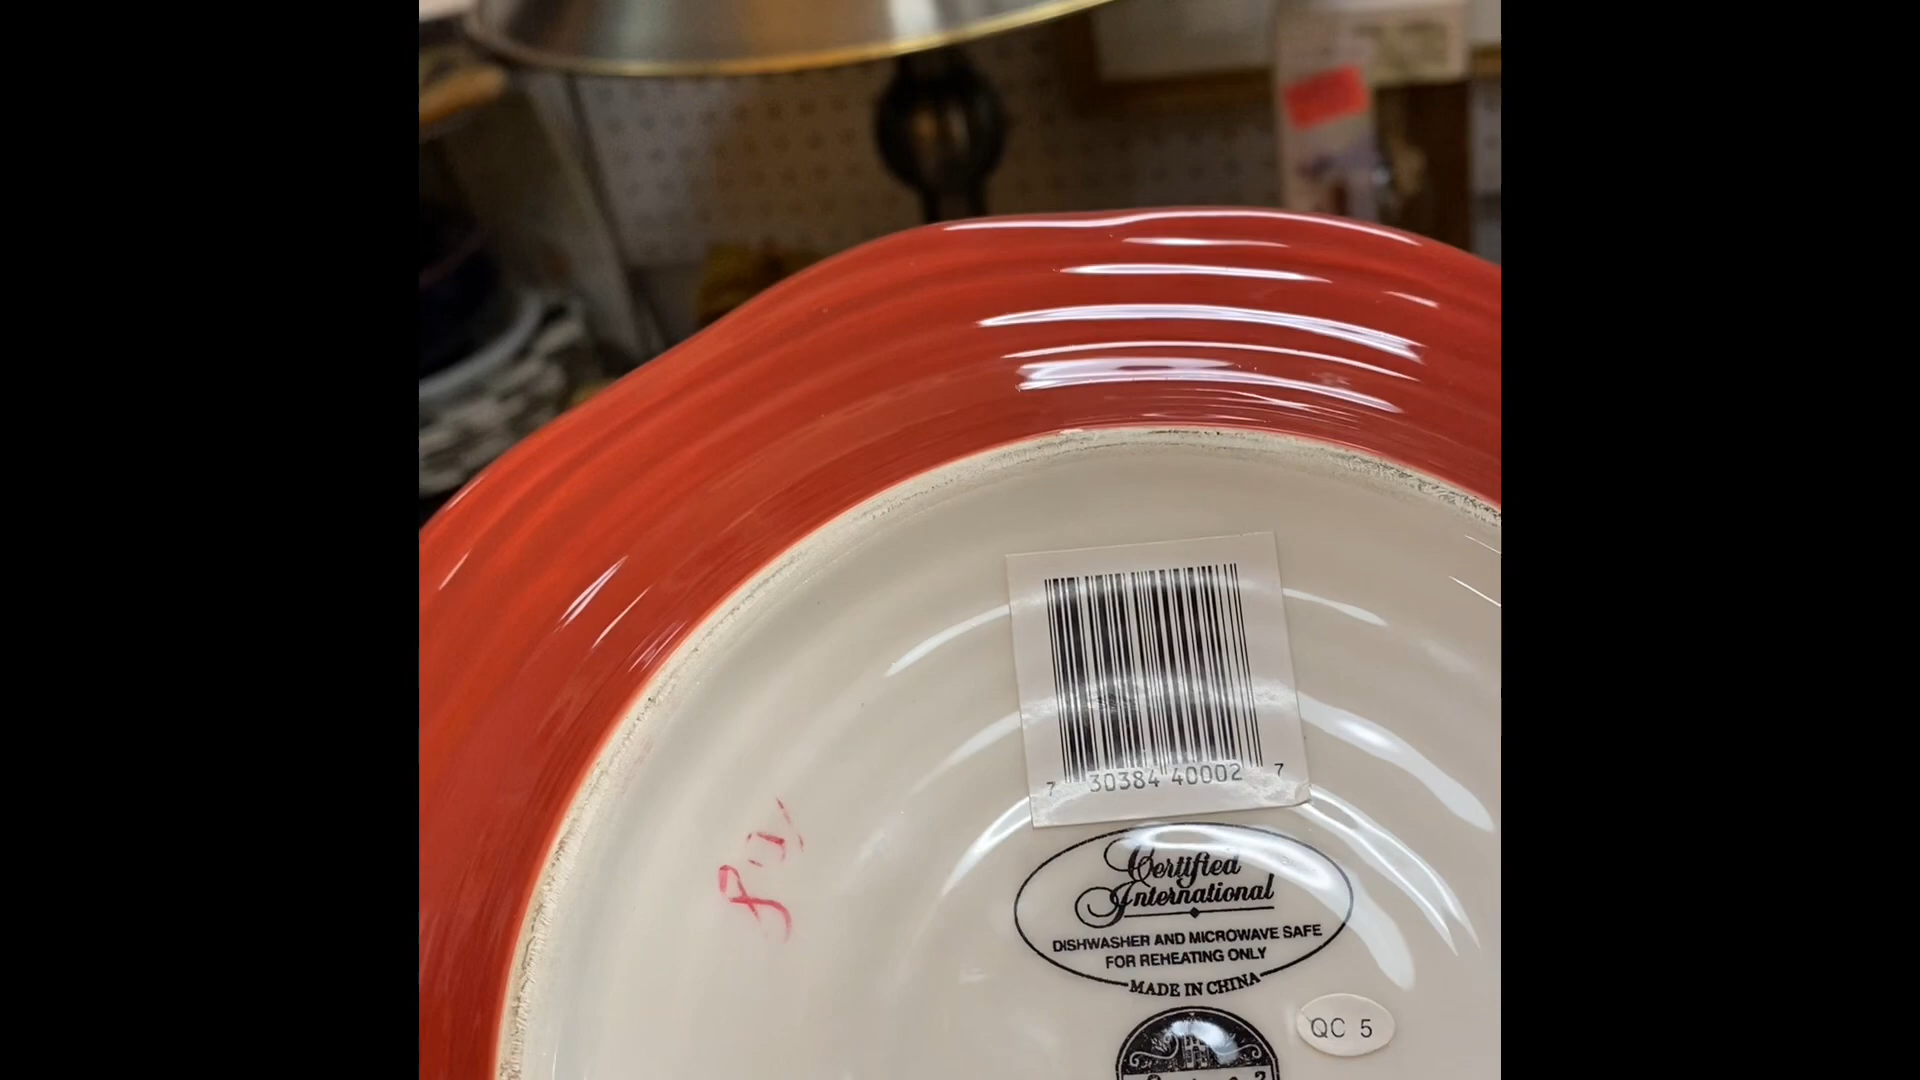 7 30384 40002 7
Certified
International
DISHWASHER AND MICROWAVE SAFE
FOR REHEATING ONLY
MADE IN CHINA
QC 5